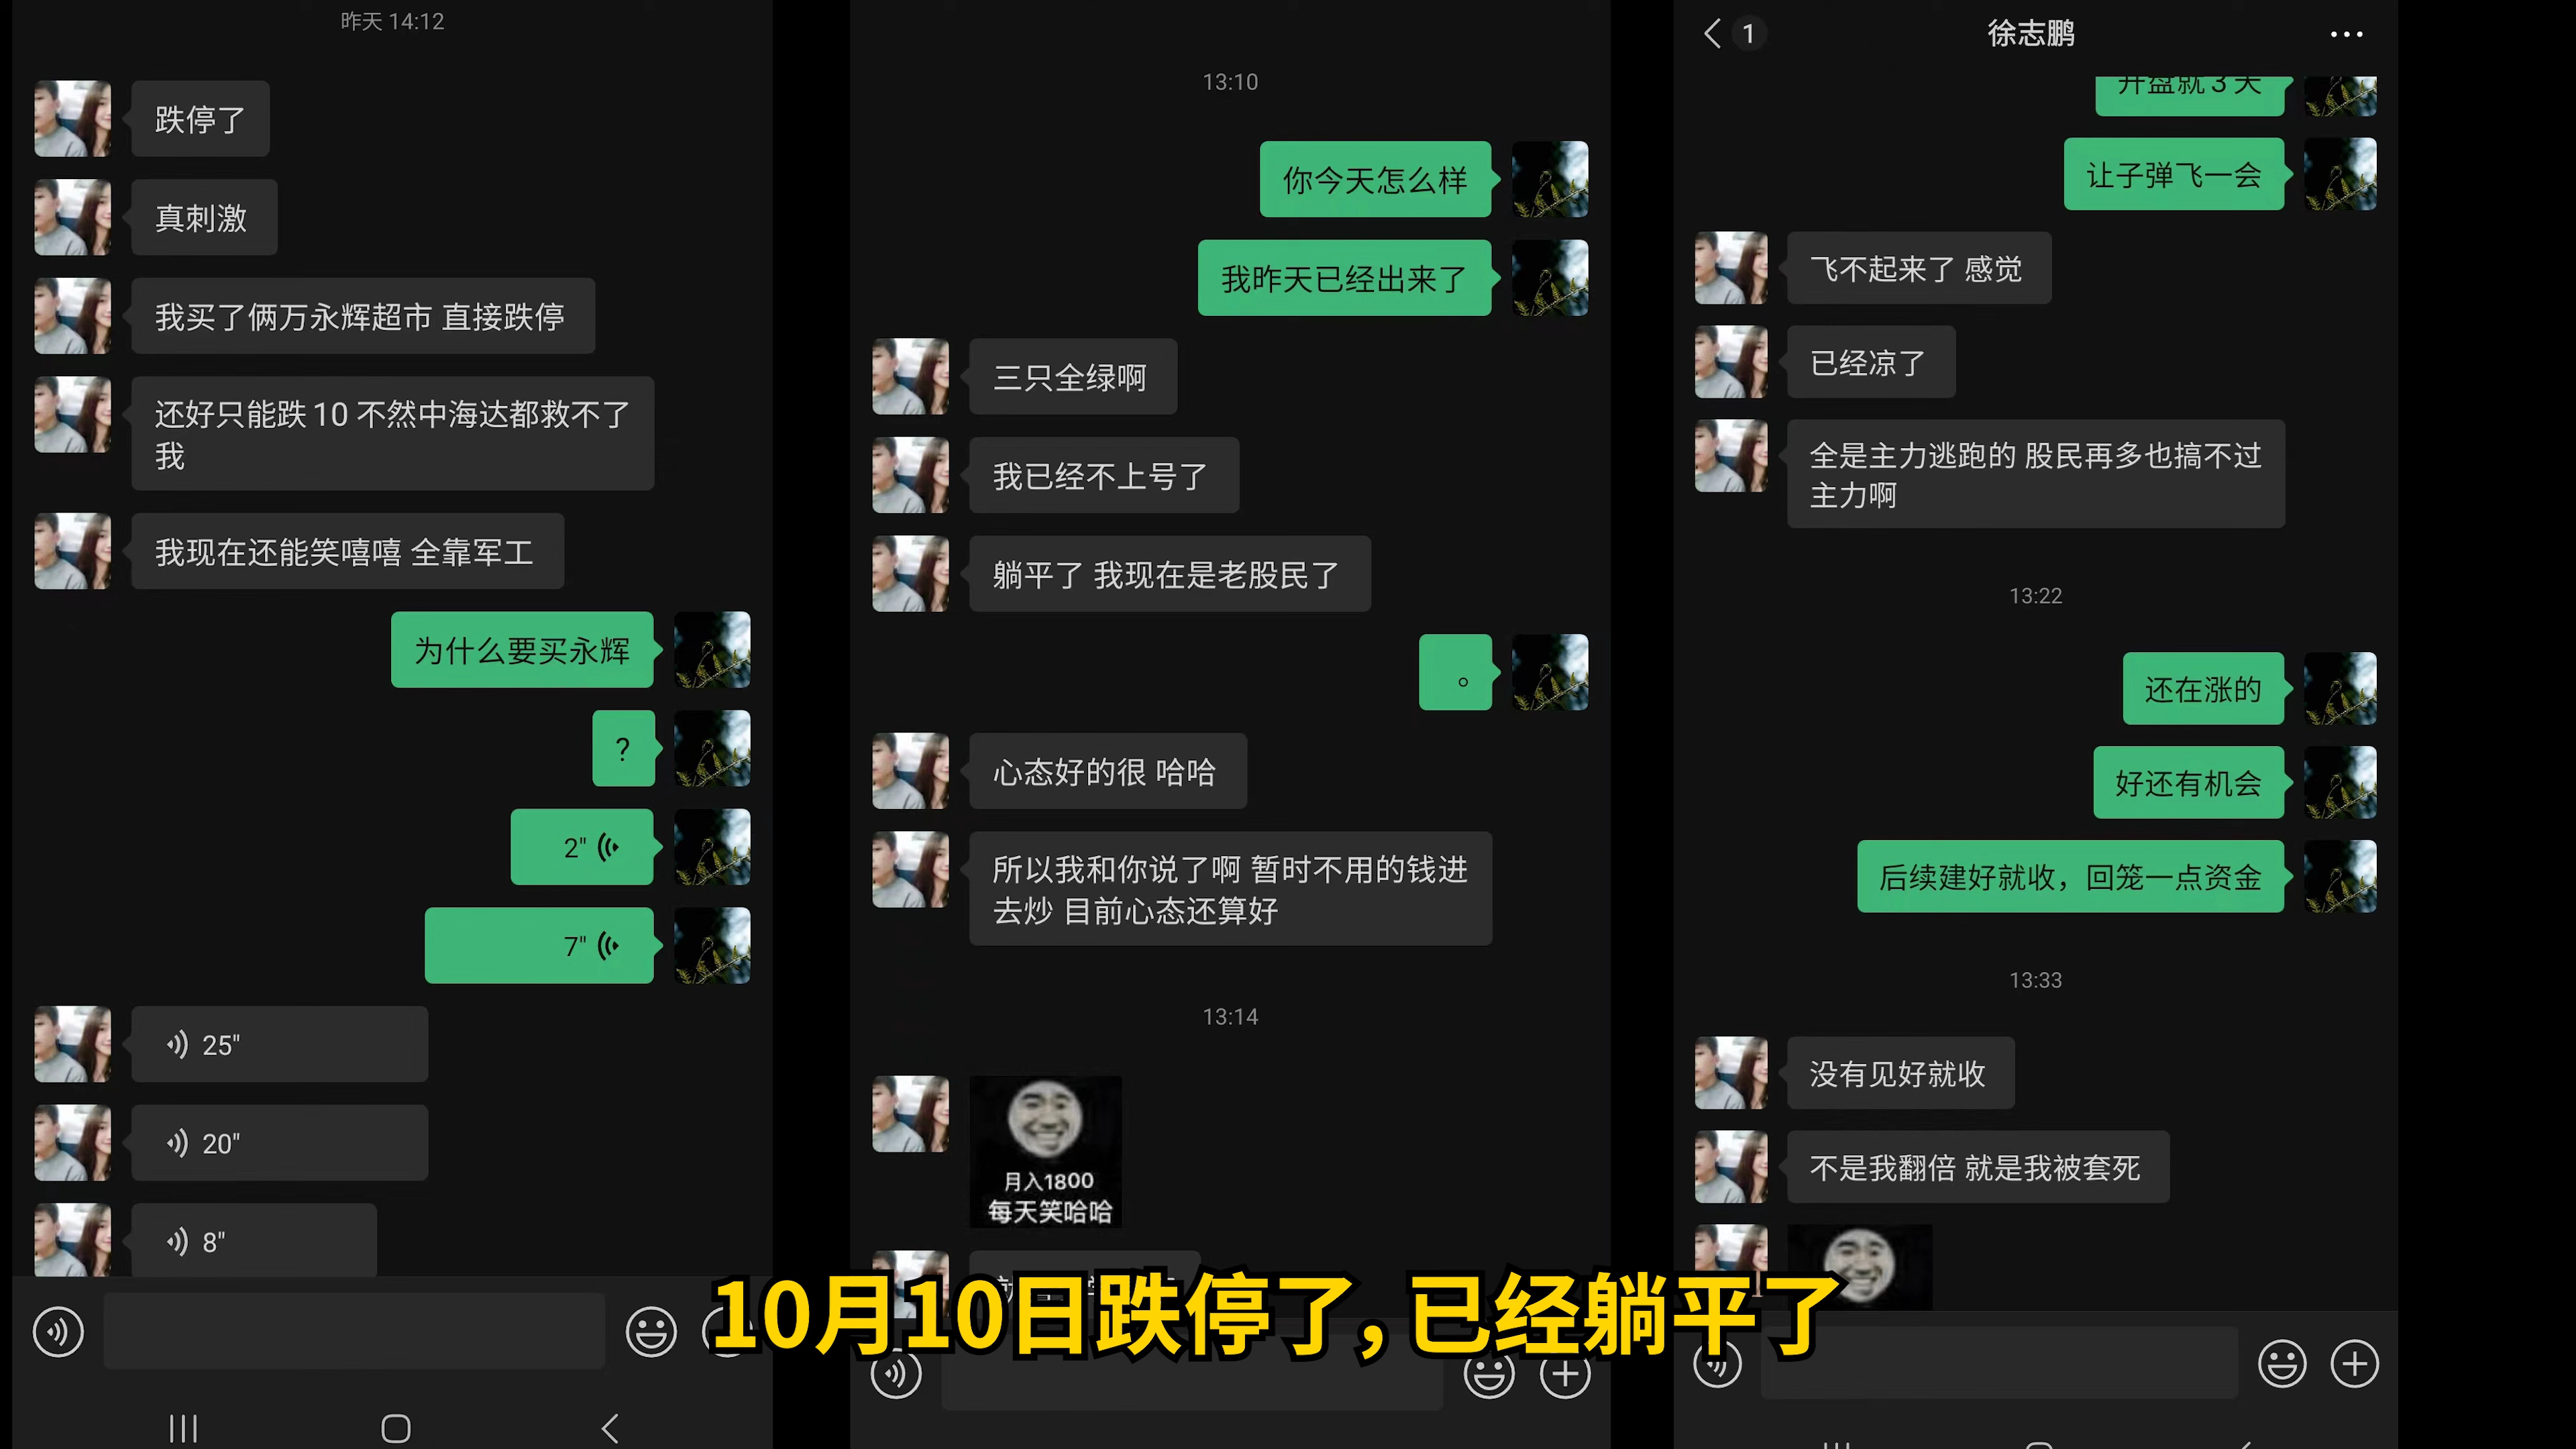 昨天 14:12
跌停了
真刺激
我买了俩万永辉超市 直接跌停
还好只能跌 10 不然中海达都救不了
我
我现在还能笑嘻嘻 全靠军工
为什么要买永辉
?
2"
7"
25"
20"
8"
13:10
你今天怎么样
我昨天已经出来了
三只全绿啊
我已经不上号了
躺平了 我现在是老股民了
。
心态好的很 哈哈
所以我和你说了啊 暂时不用的钱进
去炒 目前心态还算好
13:14
月入1800
每天笑哈哈
1
徐志鹏
开盘就 3 天
让子弹飞一会
飞不起来了 感觉
已经凉了
全是主力逃跑的 股民再多也搞不过
主力啊
13:22
还在涨的
好还有机会
后续建好就收，回笼一点资金
13:33
没有见好就收
不是我翻倍 就是我被套死
10月10日跌停了，已经躺平了